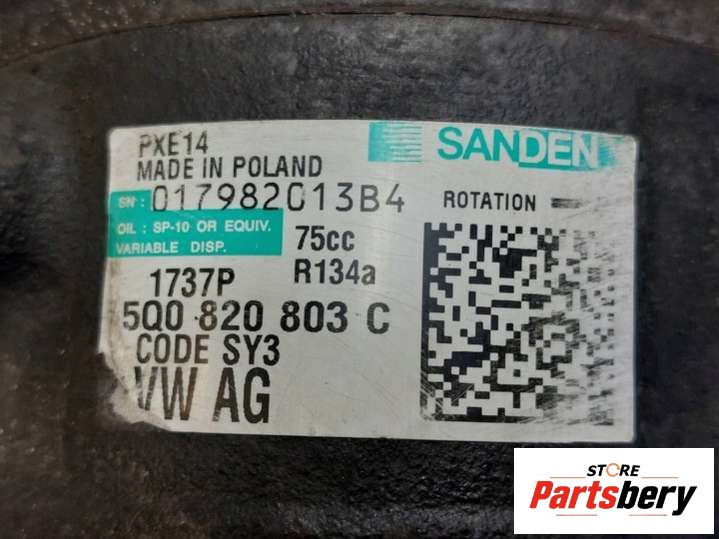 PXE14
SANDEN
MADE IN POLAND
SN: 017982013B4
ROTATION
OIL : SP-10 OR EQUIV.
VARIABLE DISP.
75cc
1737P
R134a
5Q0 820 803 C
CODE SY3
VW AG
STORE
Partsbery